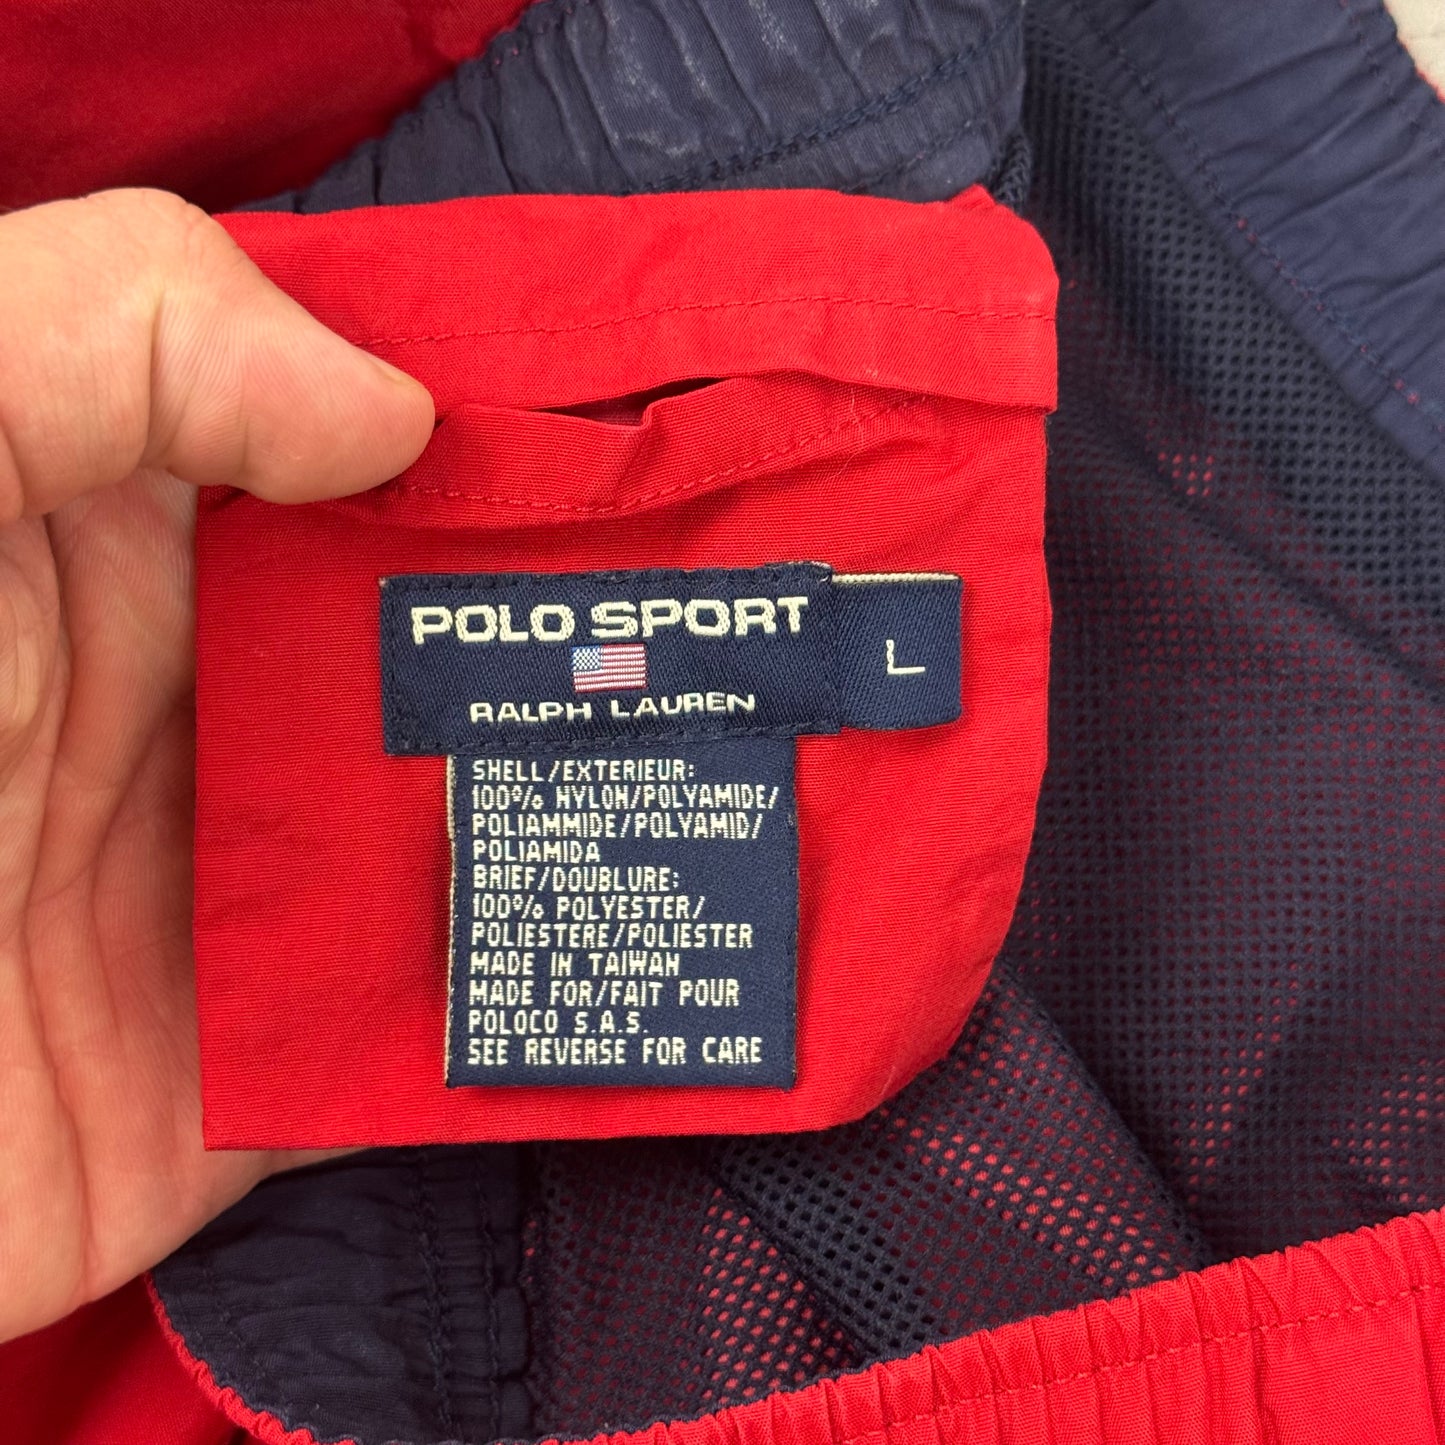 POLO SPORT
RALPH LAUREN
L
SHELL/EXTERIEUR:
100% NYLON/POLYAMIDE/
POLIAMMIDE/POLYAMID/
POLIAMIDA
BRIEF/DOUBLURE:
100% POLYESTER/
POLIESTERE/POLIESTER
MADE IN TAIWAN
MADE FOR/FAIT POUR
POLOCO S.A.S.
SEE REVERSE FOR CARE